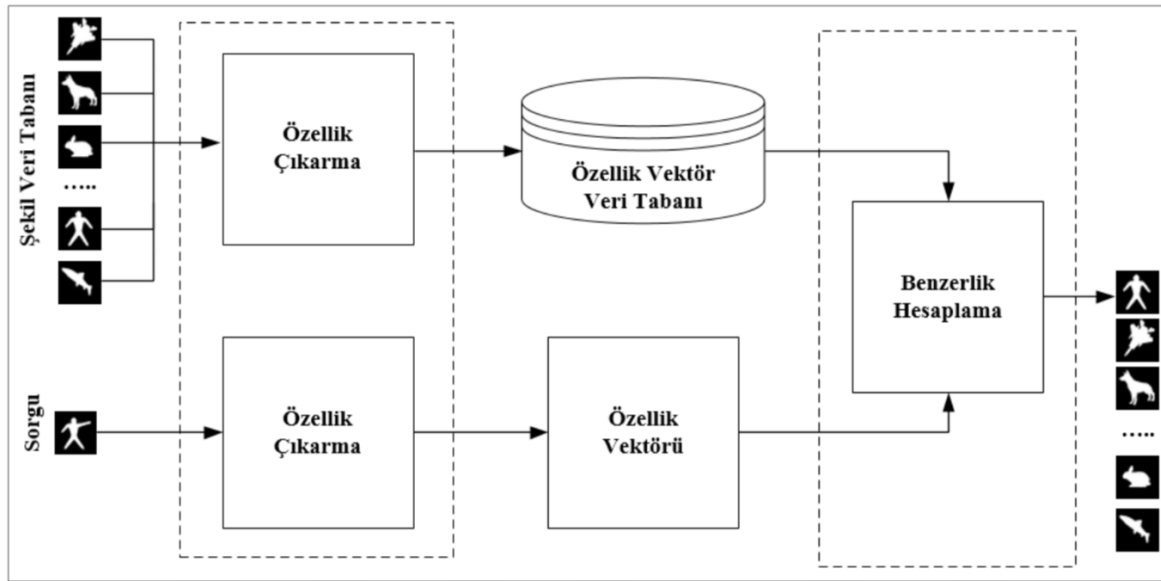 Şekil Veri Tabanı
Özellik
Çıkarma
Özellik Vektör
Veri Tabanı
.....
Benzerlik
Hesaplama
Sorgu
Özellik
Çıkarma
Özellik
Vektörü
.....